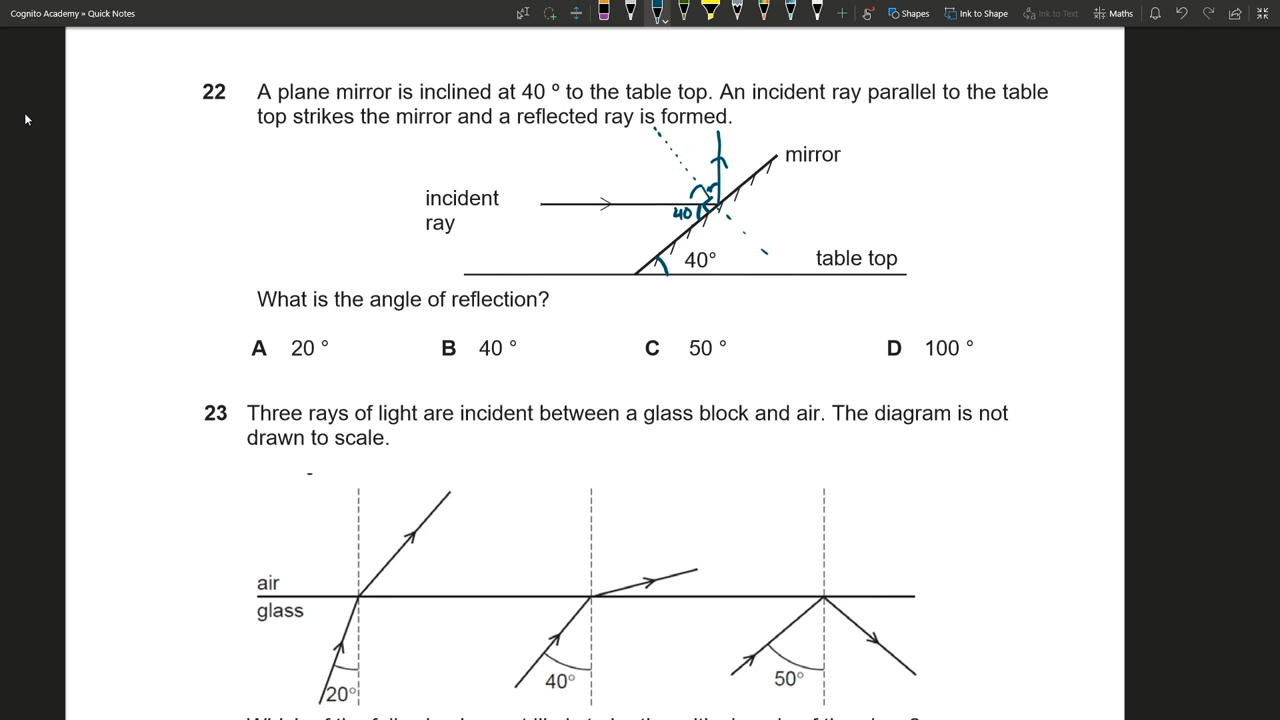 Cognito Academy » Quick Notes
Shapes Ink to Shape Ink to Text Maths
22 A plane mirror is inclined at 40 º to the table top. An incident ray parallel to the table
top strikes the mirror and a reflected ray is formed.
mirror
incident
ray
40
40°
table top
What is the angle of reflection?
A 20 º B 40 º C 50 º D 100 º
23 Three rays of light are incident between a glass block and air. The diagram is not
drawn to scale.
air
glass
20° 40° 50°